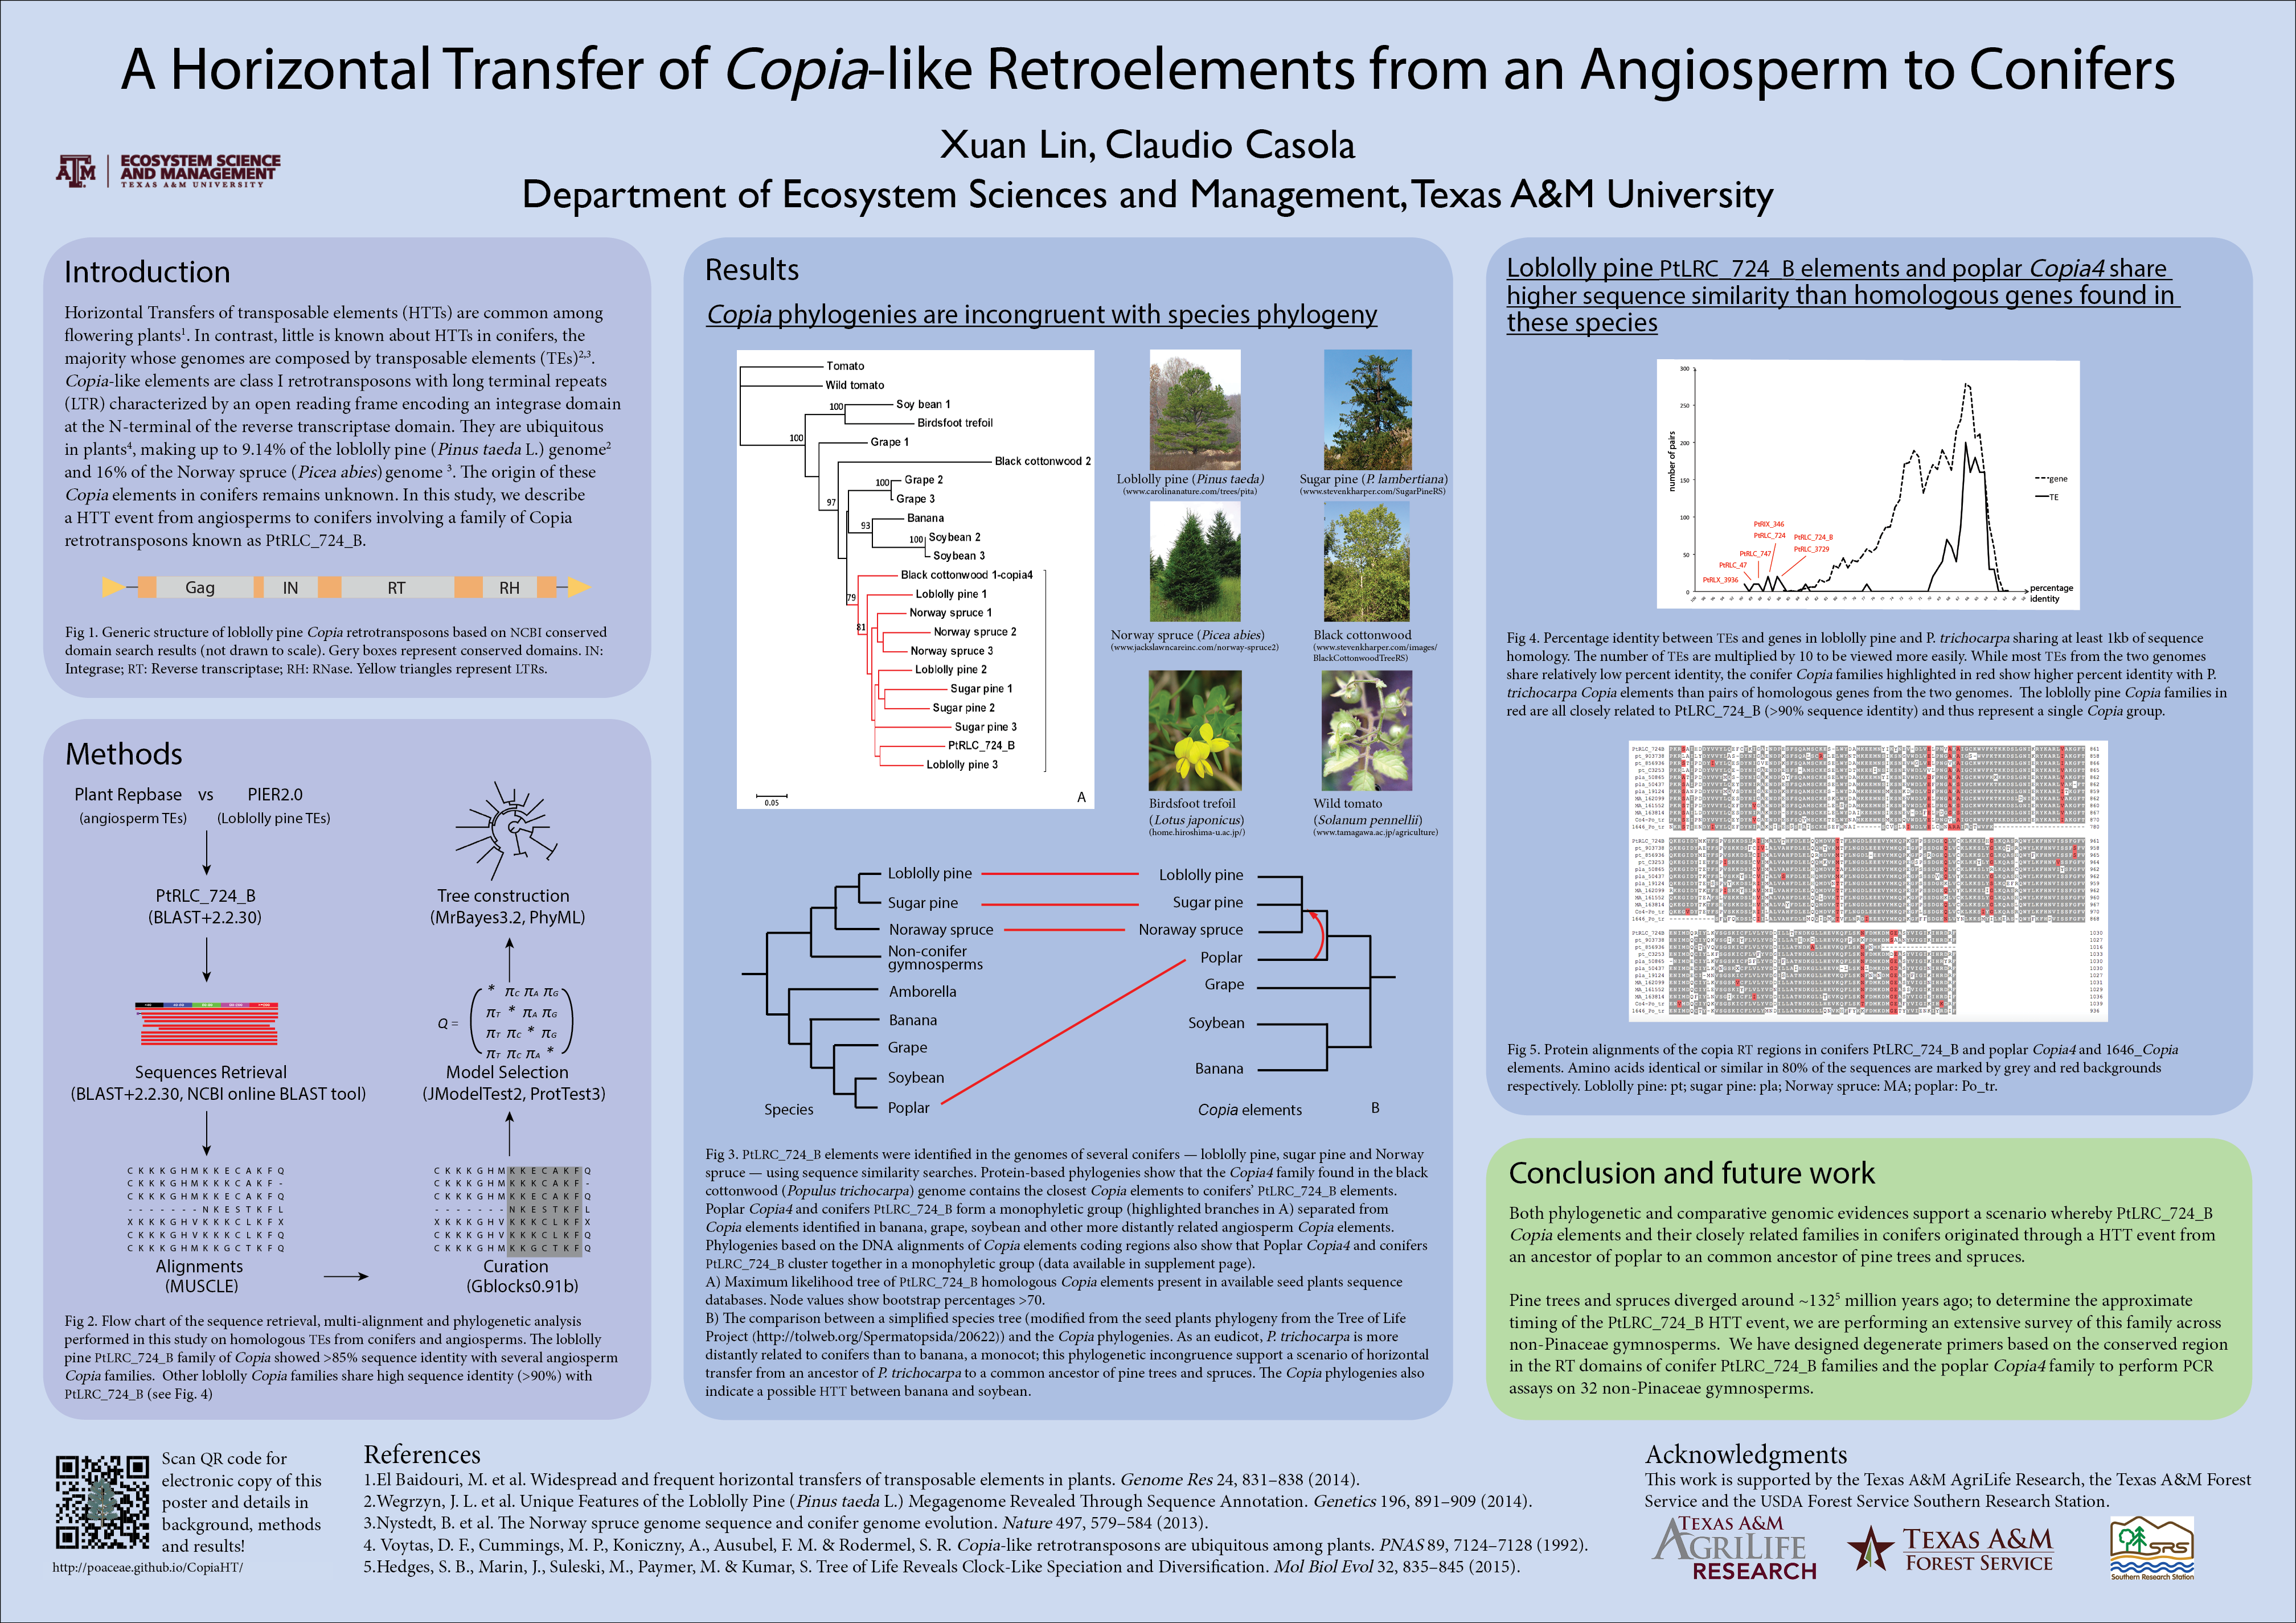 A Horizontal Transfer of Copia-like Retroelements from an Angiosperm to Conifers
Xuan Lin, Claudio Casola
Department of Ecosystem Sciences and Management, Texas A&M University
ATM
ECOSYSTEM SCIENCE
AND MANAGEMENT
TEXAS A&M UNIVERSITY
Introduction
Horizontal Transfers of transposable elements (HTTs) are common among
flowering plants1. In contrast, little is known about HTTs in conifers, the
majority whose genomes are composed by transposable elements (TEs)2,3.
Copia-like elements are class I retrotransposons with long terminal repeats
(LTR) characterized by an open reading frame encoding an integrase domain
at the N-terminal of the reverse transcriptase domain. They are ubiquitous
in plants4, making up to 9.14% of the loblolly pine (Pinus taeda L.) genome2
and 16% of the Norway spruce (Picea abies) genome 3. The origin of these
Copia elements in conifers remains unknown. In this study, we describe
a HTT event from angiosperms to conifers involving a family of Copia
retrotransposons known as PtRLC_724_B.
Gag IN RT RH
Fig 1. Generic structure of loblolly pine Copia retrotransposons based on NCBI conserved
domain search results (not drawn to scale). Gery boxes represent conserved domains. IN:
Integrase; RT: Reverse transcriptase; RH: RNase. Yellow triangles represent LTRs.
Methods
Plant Repbase vs PIER2.0
(angiosperm TEs) (Loblolly pine TEs)
PtRLC_724_B
(BLAST+2.2.30)
Sequences Retrieval
(BLAST+2.2.30, NCBI online BLAST tool)
C K K K G H M K K E C A K F Q
C K K K G H M K K K C A K F -
C K K K G H M K K E C A K F Q
- - - - - - - N K E S T K F L
X K K K G H V K K K C L K F X
C K K K G H V K K K C L K F Q
C K K K G H M K K G C T K F Q
Alignments
(MUSCLE)
Tree construction
(MrBayes3.2, PhyML)
Q =
* πC πA πG
πT * πA πG
πT πC * πG
πT πC πA *
Model Selection
(JModelTest2, ProtTest3)
C K K K G H M K K E C A K F Q
C K K K G H M K K K C A K F -
C K K K G H M K K E C A K F Q
- - - - - - - N K E S T K F L
X K K K G H V K K K C L K F X
C K K K G H V K K K C L K F Q
C K K K G H M K K G C T K F Q
Curation
(Gblocks0.91b)
Fig 2. Flow chart of the sequence retrieval, multi-alignment and phylogenetic analysis
performed in this study on homologous TEs from conifers and angiosperms. The loblolly
pine PtLRC_724_B family of Copia showed >85% sequence identity with several angiosperm
Copia families. Other loblolly Copia families share high sequence identity (>90%) with
PtLRC_724_B (see Fig. 4)
Results
Copia phylogenies are incongruent with species phylogeny
Tomato
Wild tomato
100 Soy bean 1
Birdsfoot trefoil
100
Grape 1
Black cottonwood 2
100 Grape 2
Grape 3
97
Banana
93
100 Soybean 2
Soybean 3
Black cottonwood 1-copia4
79
Loblolly pine 1
Norway spruce 1
81
Norway spruce 2
Norway spruce 3
Loblolly pine 2
Sugar pine 1
Sugar pine 2
Sugar pine 3
PtRLC_724_B
Loblolly pine 3
0.05
A
Loblolly pine (Pinus taeda)
(www.carolinanature.com/trees/pita)
Sugar pine (P. lambertiana)
(www.stevenkharper.com/SugarPineRS)
Norway spruce (Picea abies)
(www.jackslawncareinc.com/norway-spruce2)
Black cottonwood
(www.stevenkharper.com/images/
BlackCottonwoodTreeRS)
Birdsfoot trefoil
(Lotus japonicus)
(home.hiroshima-u.ac.jp/)
Wild tomato
(Solanum pennellii)
(www.tamagawa.ac.jp/agriculture)
Loblolly pine
Sugar pine
Noraway spruce
Non-conifer
gymnosperms
Amborella
Banana
Grape
Soybean
Poplar
Species
Loblolly pine
Sugar pine
Noraway spruce
Poplar
Grape
Soybean
Banana
Copia elements
B
Fig 3. PtLRC_724_B elements were identified in the genomes of several conifers — loblolly pine, sugar pine and Norway
spruce — using sequence similarity searches. Protein-based phylogenies show that the Copia4 family found in the black
cottonwood (Populus trichocarpa) genome contains the closest Copia elements to conifers' PtLRC_724_B elements.
Poplar Copia4 and conifers PtLRC_724_B form a monophyletic group (highlighted branches in A) separated from
Copia elements identified in banana, grape, soybean and other more distantly related angiosperm Copia elements.
Phylogenies based on the DNA alignments of Copia elements coding regions also show that Poplar Copia4 and conifers
PtLRC_724_B cluster together in a monophyletic group (data available in supplement page).
A) Maximum likelihood tree of PtLRC_724_B homologous Copia elements present in available seed plants sequence
databases. Node values show bootstrap percentages >70.
B) The comparison between a simplified species tree (modified from the seed plants phylogeny from the Tree of Life
Project (http://tolweb.org/Spermatopsida/20622)) and the Copia phylogenies. As an eudicot, P. trichocarpa is more
distantly related to conifers than to banana, a monocot; this phylogenetic incongruence support a scenario of horizontal
transfer from an ancestor of P. trichocarpa to a common ancestor of pine trees and spruces. The Copia phylogenies also
indicate a possible HTT between banana and soybean.
Loblolly pine PtLRC_724_B elements and poplar Copia4 share
higher sequence similarity than homologous genes found in
these species
number of pairs
300
250
200
150
100
50
0
gene
TE
PtRIX_346
PtRLC_724
PtRLC_724_B
PtRLC_3729
PtRLC_747
PtRLC_47
PtRLX_3936
percentage
identity
Fig 4. Percentage identity between TEs and genes in loblolly pine and P. trichocarpa sharing at least 1kb of sequence
homology. The number of TEs are multiplied by 10 to be viewed more easily. While most TEs from the two genomes
share relatively low percent identity, the conifer Copia families highlighted in red show higher percent identity with P.
trichocarpa Copia elements than pairs of homologous genes from the two genomes. The loblolly pine Copia families in
red are all closely related to PtLRC_724_B (>90% sequence identity) and thus represent a single Copia group.
Fig 5. Protein alignments of the copia RT regions in conifers PtLRC_724_B and poplar Copia4 and 1646_Copia
elements. Amino acids identical or similar in 80% of the sequences are marked by grey and red backgrounds
respectively. Loblolly pine: pt; sugar pine: pla; Norway spruce: MA; poplar: Po_tr.
Conclusion and future work
Both phylogenetic and comparative genomic evidences support a scenario whereby PtLRC_724_B
Copia elements and their closely related families in conifers originated through a HTT event from
an ancestor of poplar to an common ancestor of pine trees and spruces.
Pine trees and spruces diverged around ~1325 million years ago; to determine the approximate
timing of the PtLRC_724_B HTT event, we are performing an extensive survey of this family across
non-Pinaceae gymnosperms. We have designed degenerate primers based on the conserved region
in the RT domains of conifer PtLRC_724_B families and the poplar Copia4 family to perform PCR
assays on 32 non-Pinaceae gymnosperms.
Scan QR code for
electronic copy of this
poster and details in
background, methods
and results!
http://poaceae.github.io/CopiaHT/
References
1.El Baidouri, M. et al. Widespread and frequent horizontal transfers of transposable elements in plants. Genome Res 24, 831–838 (2014).
2.Wegrzyn, J. L. et al. Unique Features of the Loblolly Pine (Pinus taeda L.) Megagenome Revealed Through Sequence Annotation. Genetics 196, 891–909 (2014).
3.Nystedt, B. et al. The Norway spruce genome sequence and conifer genome evolution. Nature 497, 579–584 (2013).
4. Voytas, D. F., Cummings, M. P., Koniczny, A., Ausubel, F. M. & Rodermel, S. R. Copia-like retrotransposons are ubiquitous among plants. PNAS 89, 7124–7128 (1992).
5.Hedges, S. B., Marin, J., Suleski, M., Paymer, M. & Kumar, S. Tree of Life Reveals Clock-Like Speciation and Diversification. Mol Biol Evol 32, 835–845 (2015).
Acknowledgments
This work is supported by the Texas A&M AgriLife Research, the Texas A&M Forest
Service and the USDA Forest Service Southern Research Station.
TEXAS A&M
AGRILIFE
RESEARCH
TEXAS A&M
FOREST SERVICE
SRS
Southern Research Station